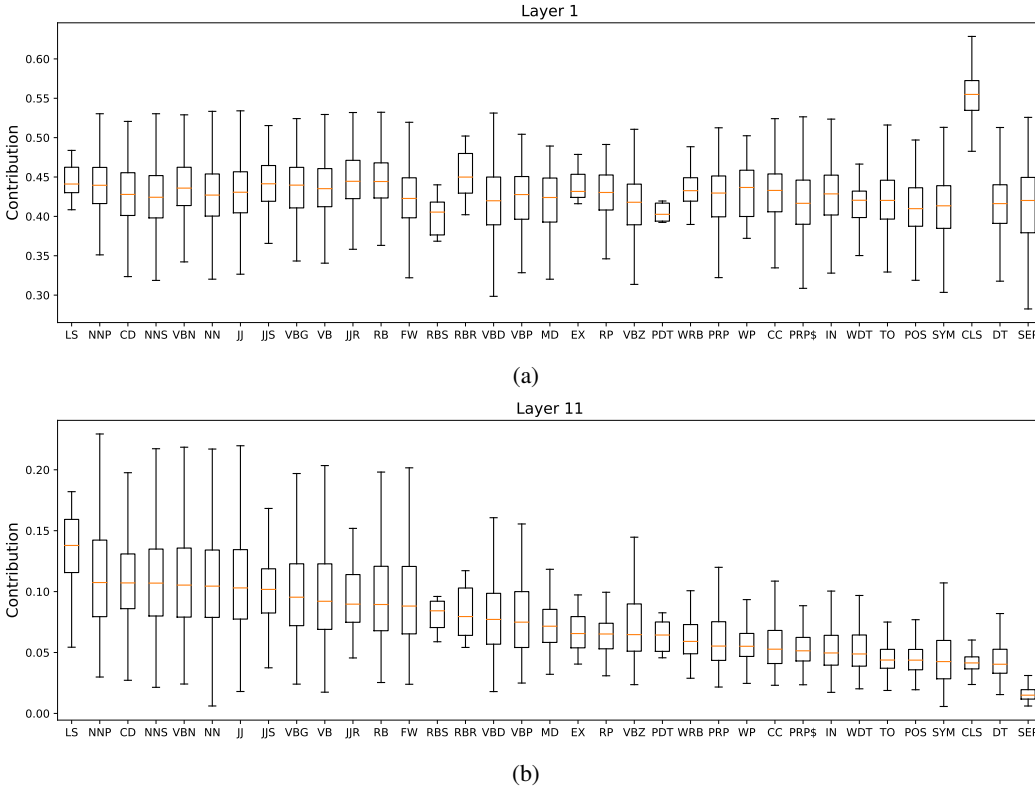 Layer 1
Contribution
0.60
0.55
0.50
0.45
0.40
0.35
0.30
LS NNP CD NNS VBN NN JJ JJS VBG VB JJR RB FW RBS RBR VBD VBP MD EX RP VBZ PDT WRB PRP WP CC PRP$ IN WDT TO POS SYM CLS DT SEP
(a)
Layer 11
Contribution
0.20
0.15
0.10
0.05
0.00
LS NNP CD NNS VBN NN JJ JJS VBG VB JJR RB FW RBS RBR VBD VBP MD EX RP VBZ PDT WRB PRP WP CC PRP$ IN WDT TO POS SYM CLS DT SEP
(b)